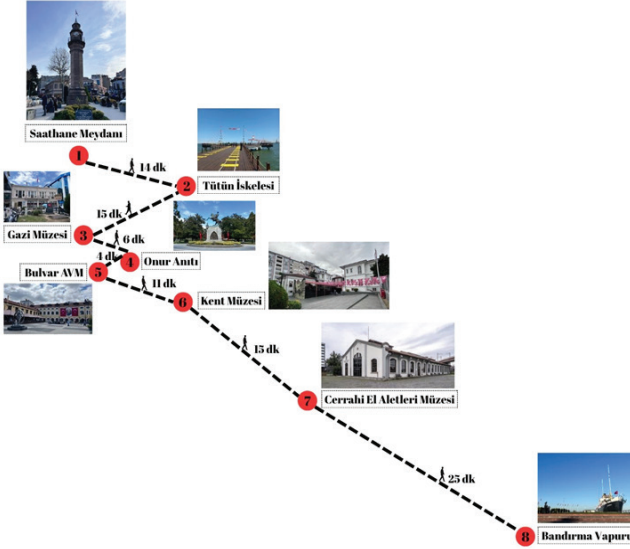 Saathane Meydanı
1
14 dk
2
Tütün İskelesi
15 dk
Gazi Müzesi
3
6 dk
4
Onur Anıtı
4 dk
Bulvar AVM
5
11 dk
6
Kent Müzesi
15 dk
7
Cerrahi El Aletleri Müzesi
25 dk
8
Bandırma Vapuru